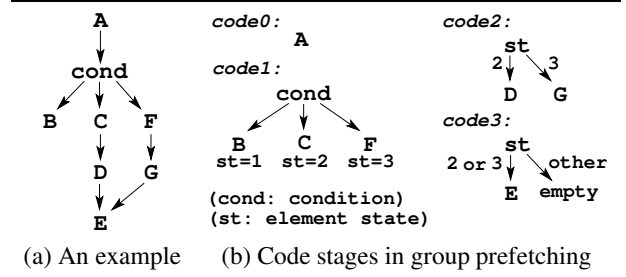 A
cond
B C F
D G
E
(a) An example
code0:
A
code1:
cond
B C F
st=1 st=2 st=3
(cond: condition)
(st: element state)
code2:
st
2 3
D G
code3:
st
2 or 3 other
E empty
(b) Code stages in group prefetching